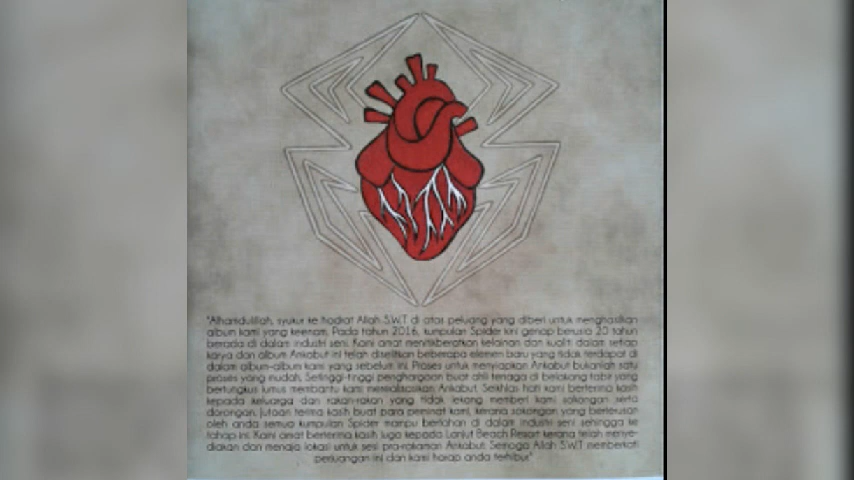 "Alhamdulillah, syukur ke hadirat Allah S.W.T di atas peluang yang diberi untuk menghasilkan
album kami yang keenam. Pada tahun 2016, kumpulan Spider kini genap berusia 20 tahun
berada di dalam industri seni. Kami amat menitikberatkan kelainan dan kualiti dalam setiap
karya dan album Ankabut ini telah diselitkan beberapa elemen baru yang tidak terdapat di
dalam album-album kami yang sebelum ini. Proses untuk menyiapkan Ankabut bukanlah satu
proses yang mudah. Setinggi-tinggi penghargaan buat ahli tenaga di belakang tabir yang
bertungkus lumus membantu kami merealisasikan Ankabut. Seikhlas hati kami berterima kasih
kepada keluarga dan rakan-rakan yang tidak lekang memberi kami sokongan serta
dorongan. Jutaan terima kasih buat para peminat kami, kerana sokongan yang berterusan
oleh anda semua kumpulan Spider mampu bertahan di dalam industri seni sehingga ke
tahap ini. Kami amat berterima kasih juga kepada Lanjut Beach Resort kerana telah menye-
diakan dan menaja lokasi untuk sesi pra-rakaman Ankabut. Semoga Allah S.W.T memberkati
perjuangan ini dan kami harap anda terhibur."